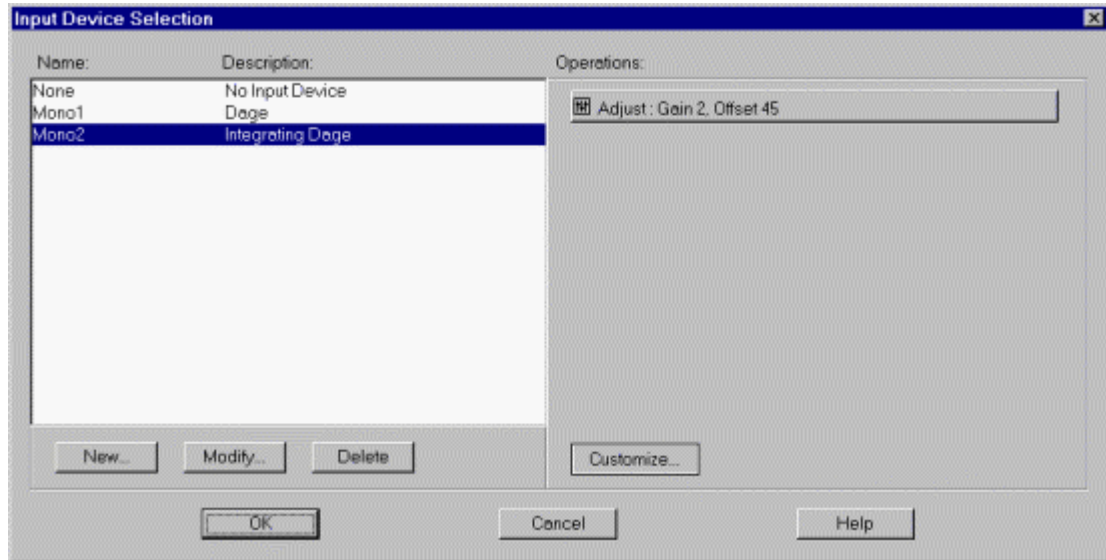 Input Device Selection
Name: Description: Operations:
None No Input Device
Mono1 Dage
Mono2 Integrating Dage
Adjust : Gain 2, Offset 45
New... Modify... Delete
Customize...
OK Cancel Help